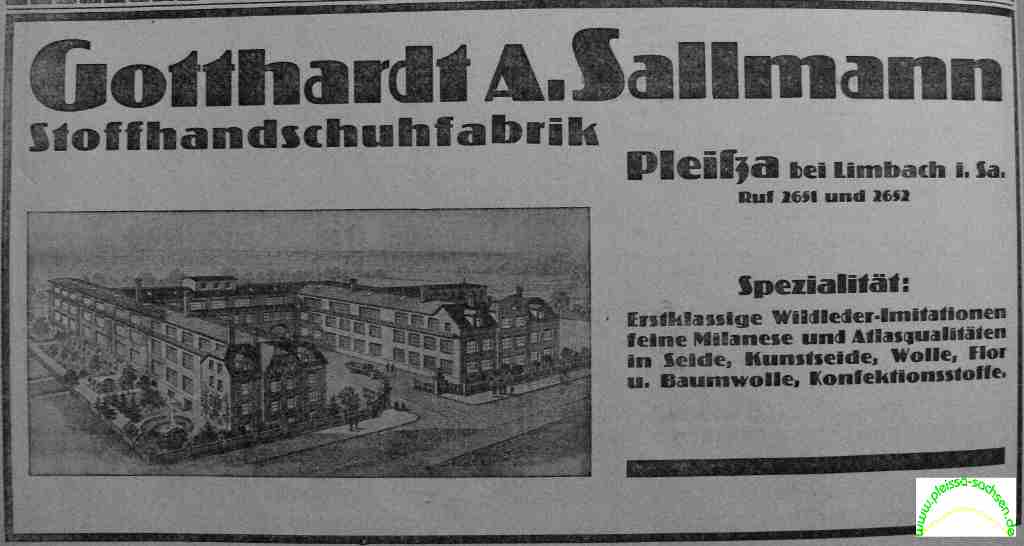 Gotthardt A. Sallmann
Stoffhandschuhfabrik
Pleißa bei Limbach i. Sa.
Ruf 2651 und 2652
Spezialität:
Erstklassige Wildleder-Imitationen
feine Milanese und Atlasqualitäten
in Seide, Kunstseide, Wolle, Flor
u. Baumwolle, Konfektionsstoffe.
www.pleissa-sachsen.de